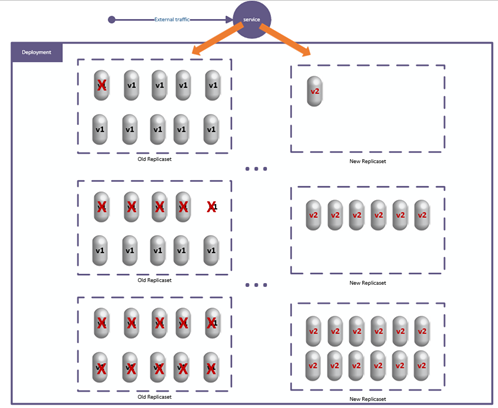 External traffic
service
Deployment
v1 v1 v1 v1
v2
v1 v1 v1 v1 v1
Old Replicaset
New Replicaset
v2 v2 v2 v2 v2 v2
v1 v1 v1 v1 v1
Old Replicaset
New Replicaset
v2 v2 v2 v2 v2 v2
v2 v2 v2 v2 v2 v2
Old Replicaset
New Replicaset